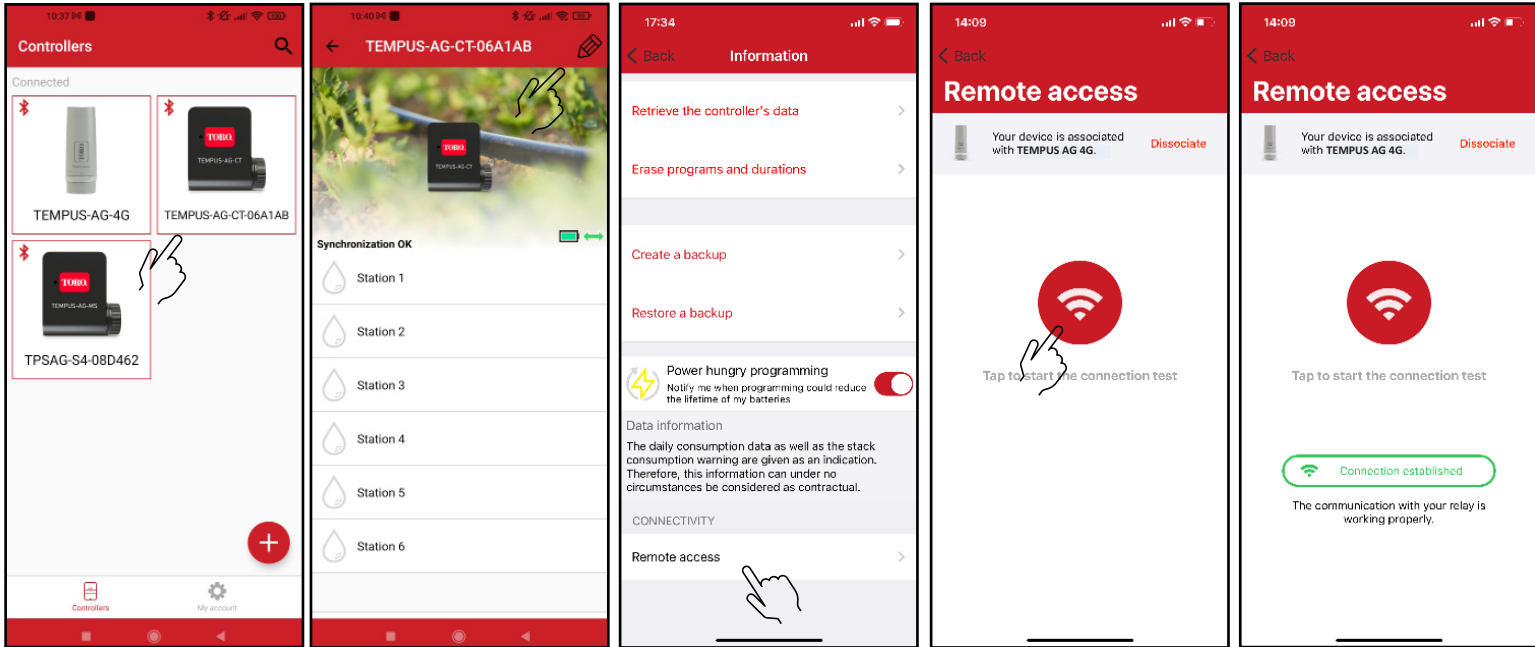 10:37
Controllers
Connected
TORO
TORO
TEMPUS-AG-CT
TEMPUS-AG-4G
TEMPUS-AG-CT-06A1AB
TORO
TEMPUS-AG-MS
TPSAG-S4-08D462
+
Controllers
My account
10:40
TEMPUS-AG-CT-06A1AB
TORO
TEMPUS-AG-CT
Synchronization OK
Station 1
Station 2
Station 3
Station 4
Station 5
Station 6
17:34
Back
Information
Retrieve the controller's data
Erase programs and durations
Create a backup
Restore a backup
Power hungry programming
Notify me when programming could reduce
the lifetime of my batteries
Data information
The daily consumption data as well as the stack
consumption warning are given as an indication.
Therefore, this information can under no
circumstances be considered as contractual.
CONNECTIVITY
Remote access
14:09
Back
Remote access
Your device is associated
with TEMPUS AG 4G.
Dissociate
Tap to start the connection test
14:09
Back
Remote access
Your device is associated
with TEMPUS AG 4G.
Dissociate
Tap to start the connection test
Connection established
The communication with your relay is
working properly.